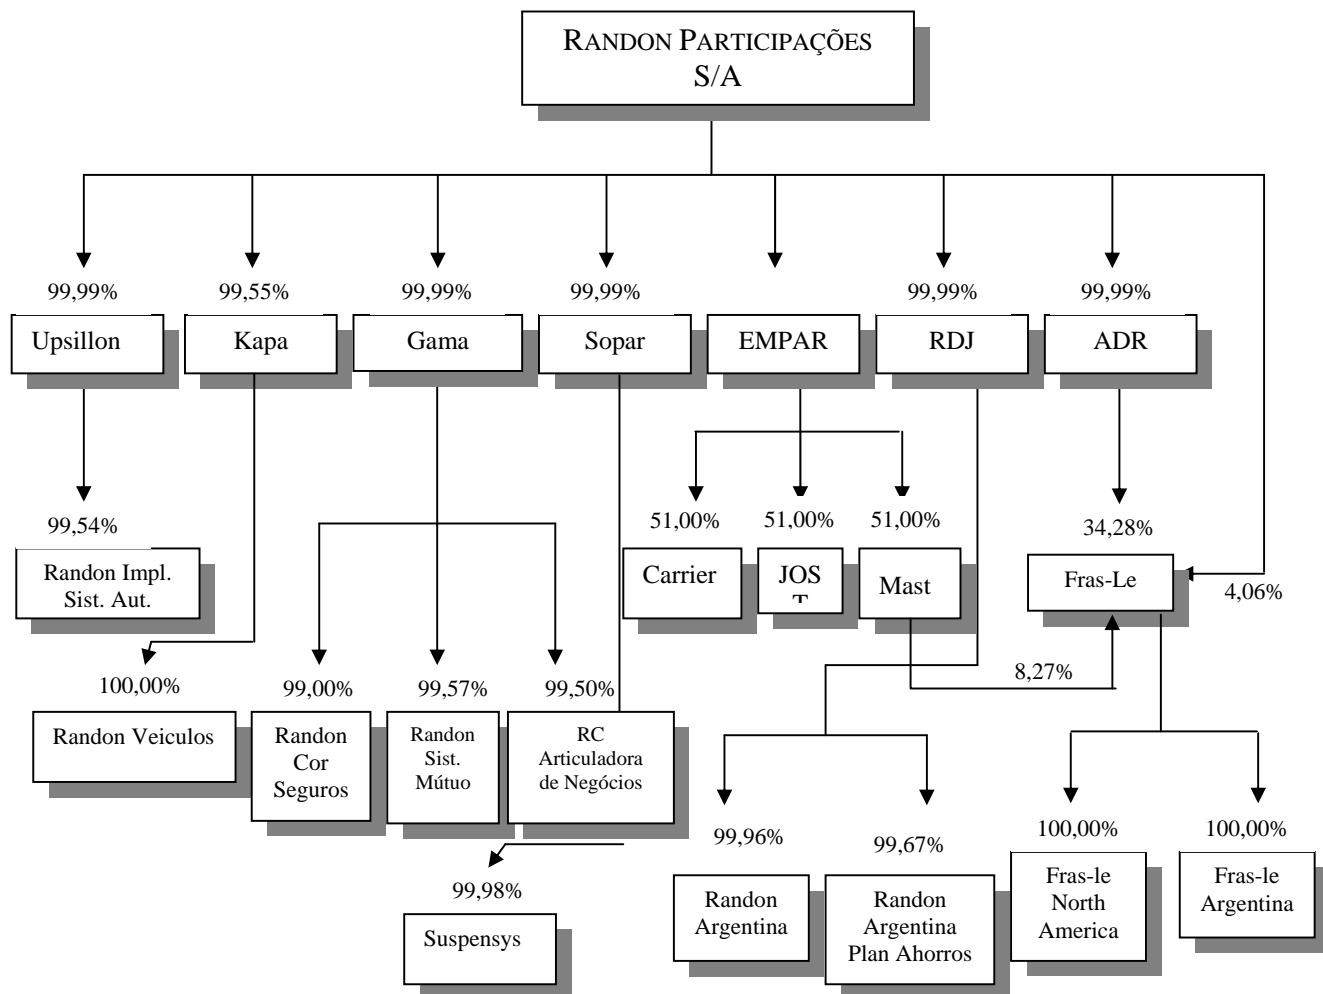 RANDON PARTICIPAÇÕES
S/A
99,99%
99,55%
99,99%
99,99%
99,99%
99,99%
Upsillon
Kapa
Gama
Sopar
EMPAR
RDJ
ADR
99,54%
51,00%
51,00%
51,00%
34,28%
Randon Impl.
Sist. Aut.
Carrier
JOS
T
Mast
Fras-Le
4,06%
8,27%
100,00%
99,00%
99,57%
99,50%
Randon Veiculos
Randon
Cor
Seguros
Randon
Sist.
Mútuo
RC
Articuladora
de Negócios
99,96%
99,67%
100,00%
100,00%
99,98%
Suspensys
Randon
Argentina
Randon
Argentina
Plan Ahorros
Fras-le
North
America
Fras-le
Argentina